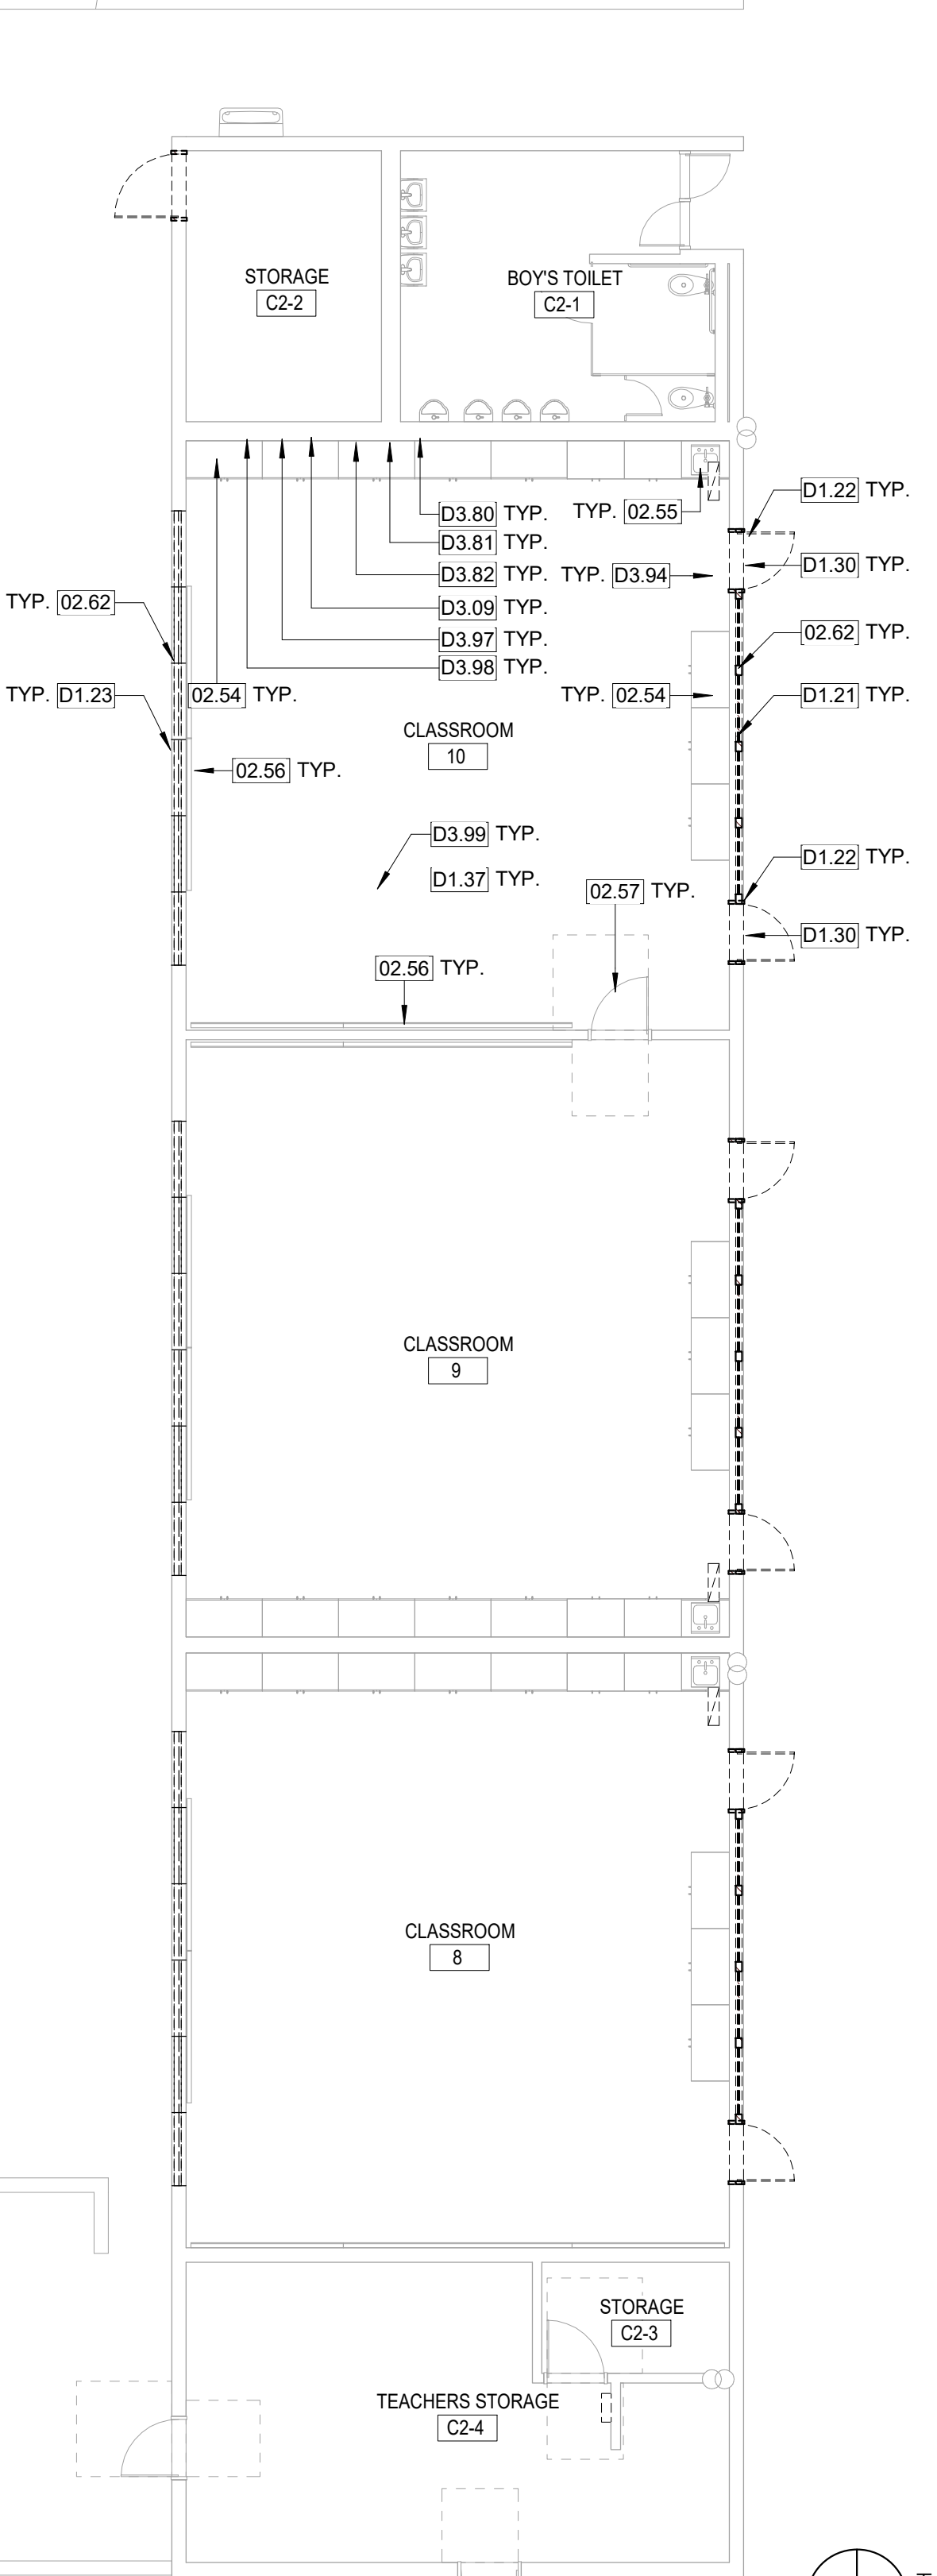 STORAGE
C2-2
BOY'S TOILET
C2-1
D3.80 TYP.
TYP. 02.55
D1.22 TYP.
D3.81 TYP.
D3.82 TYP.
TYP. D3.94
D1.30 TYP.
TYP. 02.62
D3.09 TYP.
02.62 TYP.
D3.97 TYP.
D3.98 TYP.
TYP. D1.23
02.54 TYP.
TYP. 02.54
D1.21 TYP.
CLASSROOM
10
02.56 TYP.
D3.99 TYP.
D1.22 TYP.
D1.37 TYP.
02.57 TYP.
D1.30 TYP.
02.56 TYP.
CLASSROOM
9
CLASSROOM
8
STORAGE
C2-3
TEACHERS STORAGE
C2-4